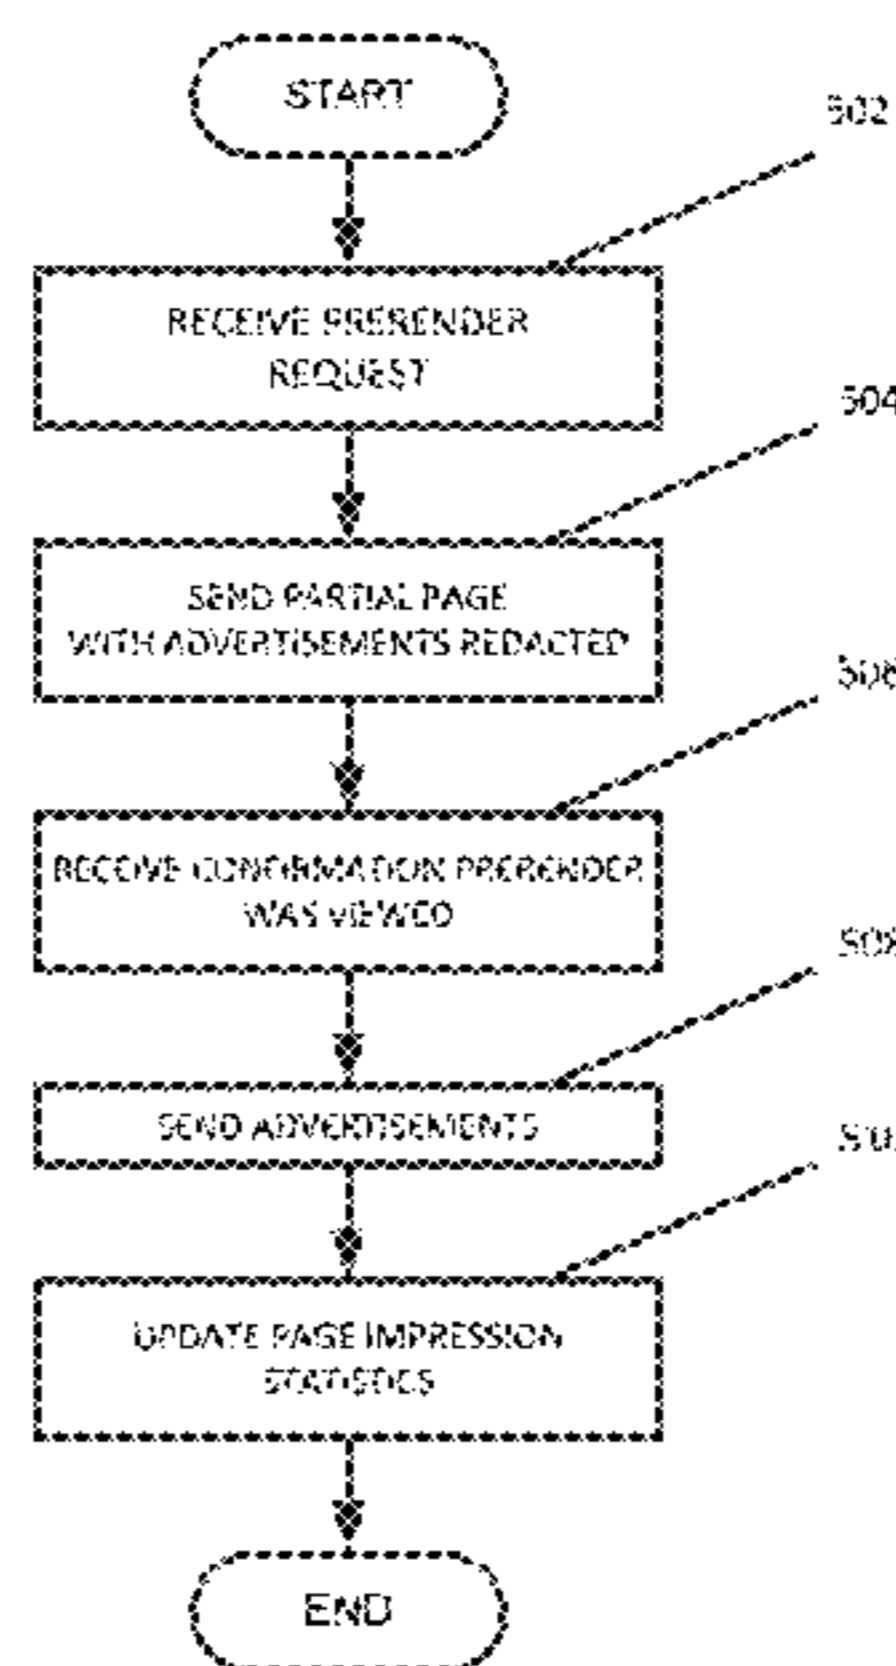 START
502
RECEIVE PRERENDER
REQUEST
504
SEND PARTIAL PAGE
WITH ADVERTISEMENTS REDACTED
RECEIVE CONFIRMATION PRERENDER
WAS VIEWED
SEND ADVERTISEMENTS
UPDATE PAGE IMPRESSION
STATISTICS
END